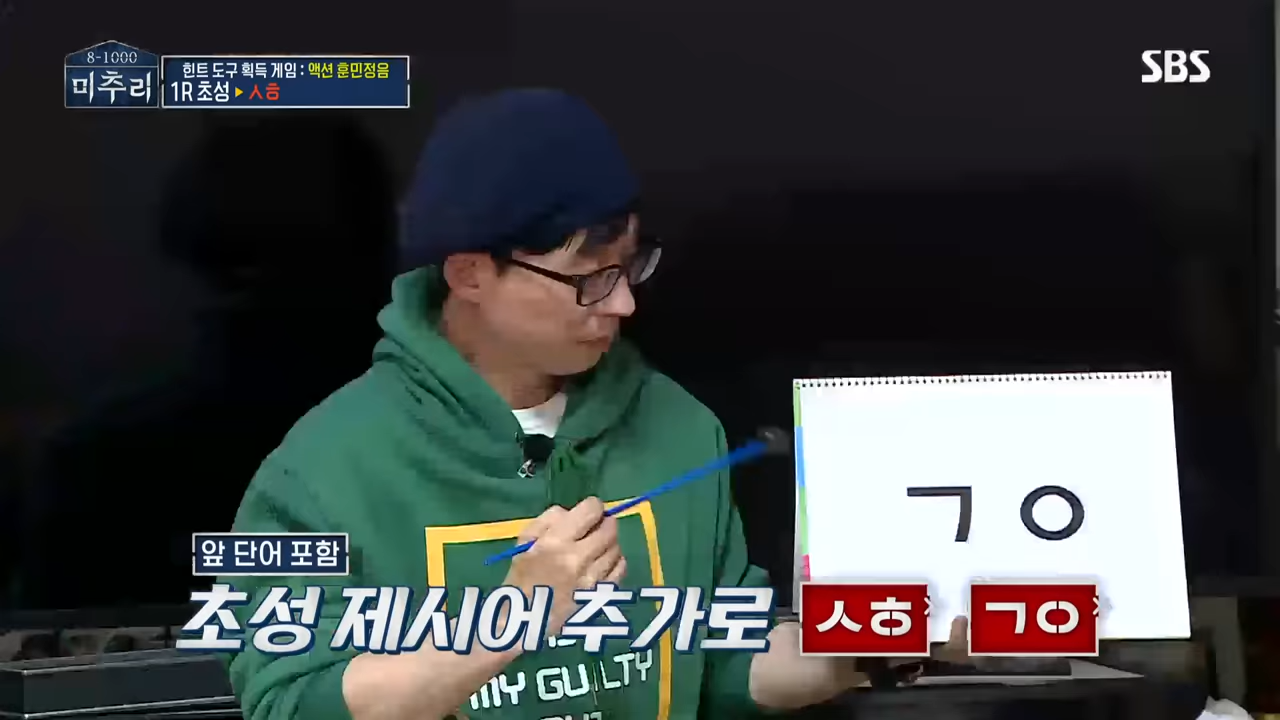 8-1000
미추리
힌트 도구 획득 게임 : 액션 훈민정음
1R 초성 ▸ ㅅㅎ
SBS
ㄱㅇ
앞 단어 포함
초성 제시어 추가로 ㅅㅎ ㄱㅇ
MY GUILTY